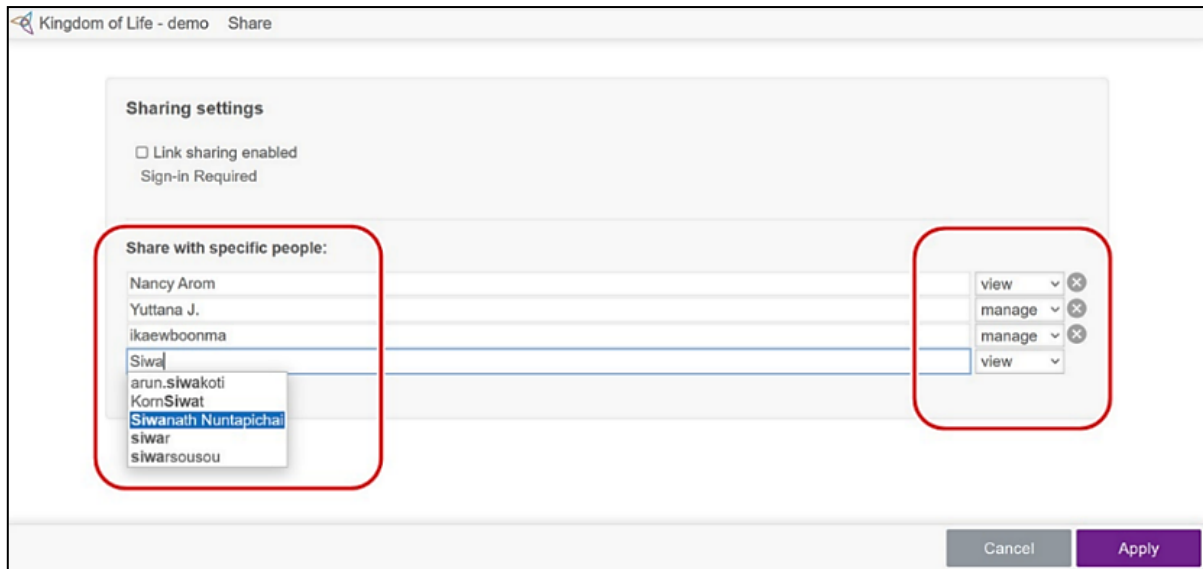 Kingdom of Life - demo Share
Sharing settings
Link sharing enabled
Sign-in Required
Share with specific people:
Nancy Arom view
Yuttana J. manage
ikaewboonma manage
Siwa view
arun.siwakoti
KornSiwat
Siwanath Nuntapichai
siwar
siwarsousou
Cancel Apply